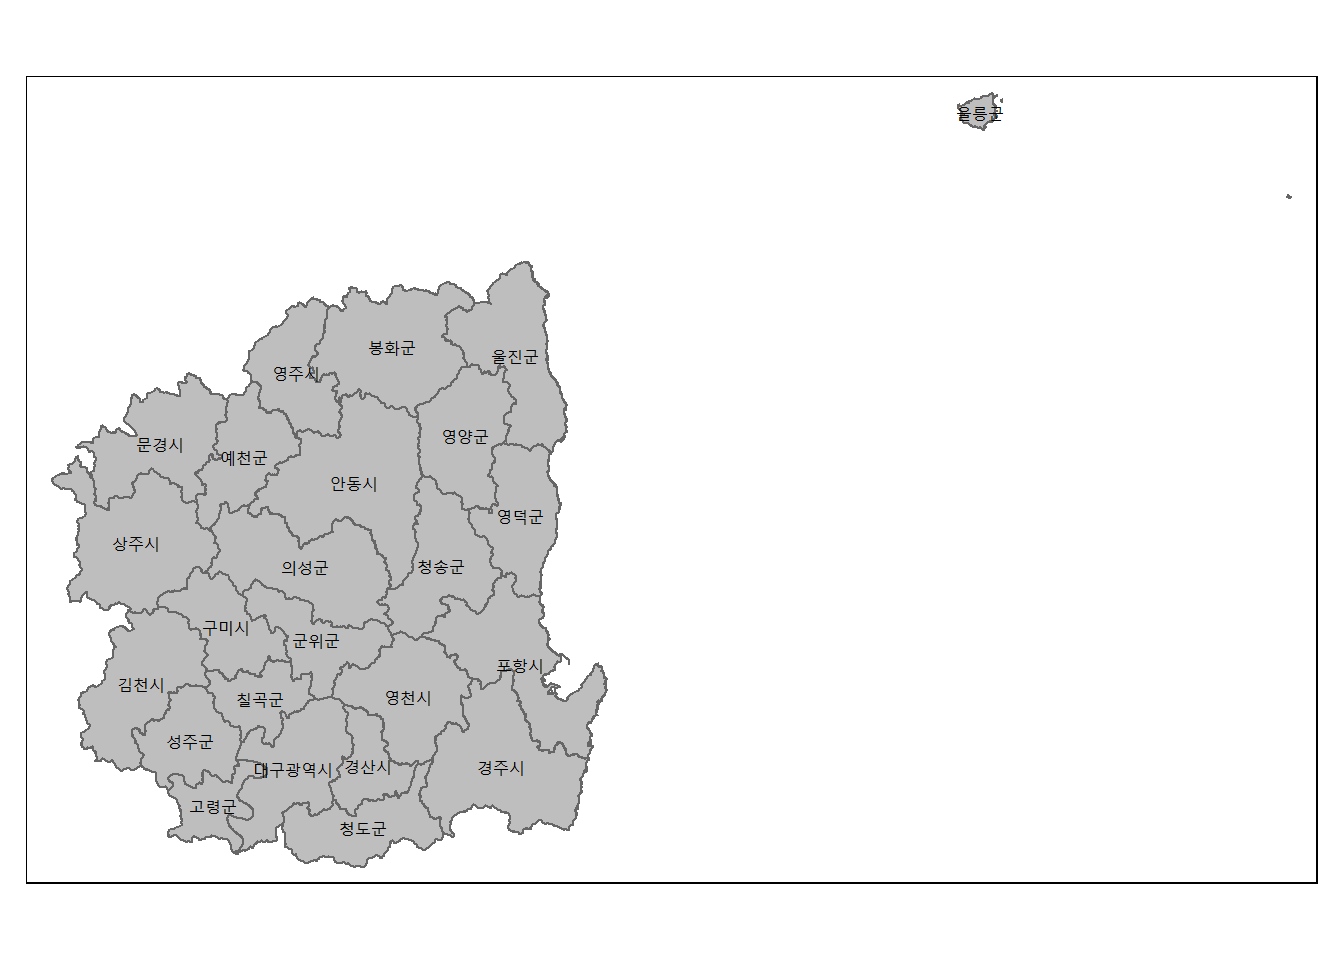 울릉군
봉화군
울진군
영주시
영양군
문경시
예천군
안동시
영덕군
상주시
의성군
청송군
구미시
군위군
포항시
김천시
칠곡군
영천시
성주군
대구광역시
경산시
경주시
고령군
청도군